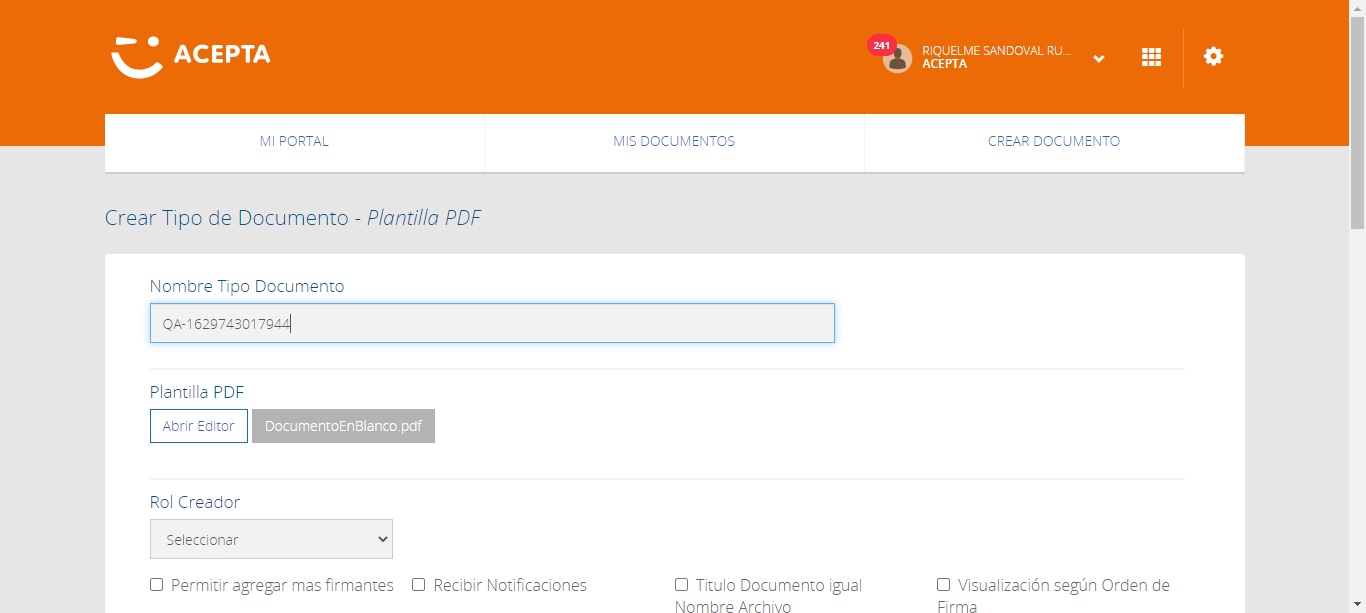 ACEPTA
241
RIQUELME SANDOVAL RU...
ACEPTA
MI PORTAL
MIS DOCUMENTOS
CREAR DOCUMENTO
Crear Tipo de Documento - Plantilla PDF
Nombre Tipo Documento
QA-1629743017944
Plantilla PDF
Abrir Editor
DocumentoEnBlanco.pdf
Rol Creador
Seleccionar
Permitir agregar mas firmantes
Recibir Notificaciones
Titulo Documento igual
Nombre Archivo
Visualización según Orden de
Firma